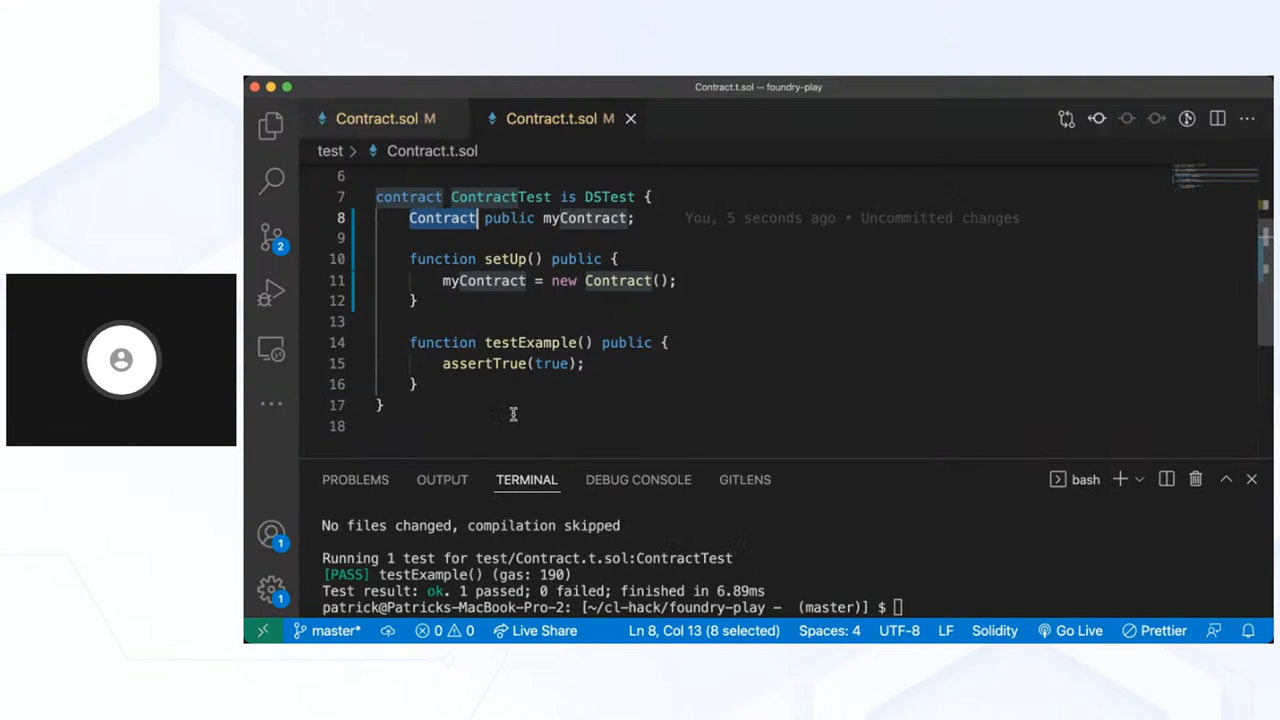 Contract.t.sol — foundry-play
Contract.sol M
Contract.t.sol M
test > Contract.t.sol
6
7 contract ContractTest is DSTest {
8 Contract public myContract; You, 5 seconds ago • Uncommitted changes
9
10 function setUp() public {
11 myContract = new Contract();
12 }
13
14 function testExample() public {
15 assertTrue(true);
16 }
17 }
18
2
1
1
PROBLEMS OUTPUT TERMINAL DEBUG CONSOLE GITLENS bash
No files changed, compilation skipped
Running 1 test for test/Contract.t.sol:ContractTest
[PASS] testExample() (gas: 190)
Test result: ok. 1 passed; 0 failed; finished in 6.89ms
patrick@Patricks-MacBook-Pro-2: [~/cl-hack/foundry-play - (master)] $
master* 0 0 Live Share Ln 8, Col 13 (8 selected) Spaces: 4 UTF-8 LF Solidity Go Live Prettier